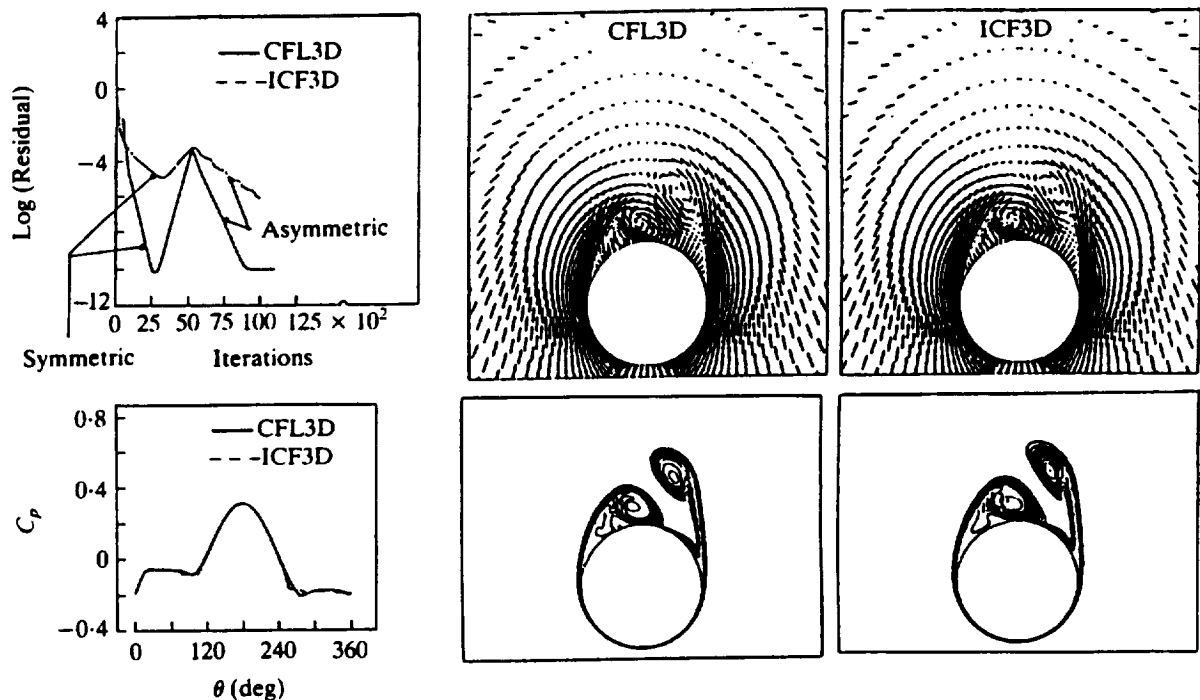 4
0
−4
−12
Log (Residual)
CFL3D
ICF3D
Asymmetric
0 25 50 75 100 125 × 10²
Symmetric
Iterations
CFL3D
ICF3D
0·8
0·4
0
−0·4
C_p
CFL3D
ICF3D
0 120 240 360
θ (deg)